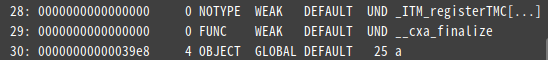 28: 0000000000000000     0 NOTYPE  WEAK   DEFAULT  UND _ITM_registerTMC[...]
29: 0000000000000000     0 FUNC    WEAK   DEFAULT  UND __cxa_finalize
30: 00000000000039e8     4 OBJECT  GLOBAL DEFAULT   25 a